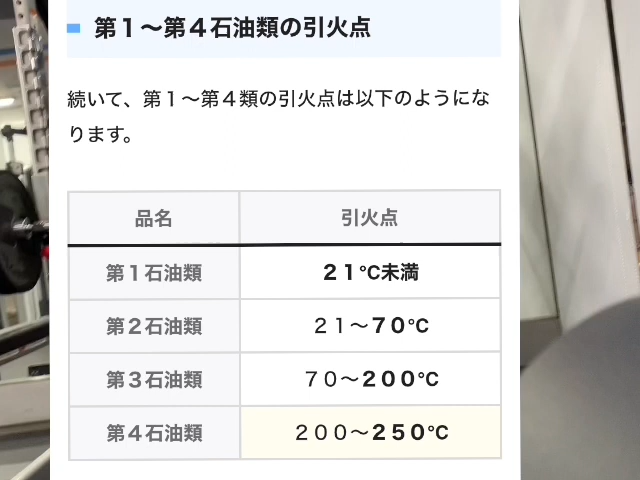 第１〜第４石油類の引火点
続いて、第１〜第４類の引火点は以下のようにな
ります。
品名 引火点
第１石油類 ２１℃未満
第２石油類 ２１〜７０℃
第３石油類 ７０〜２００℃
第４石油類 ２００〜２５０℃